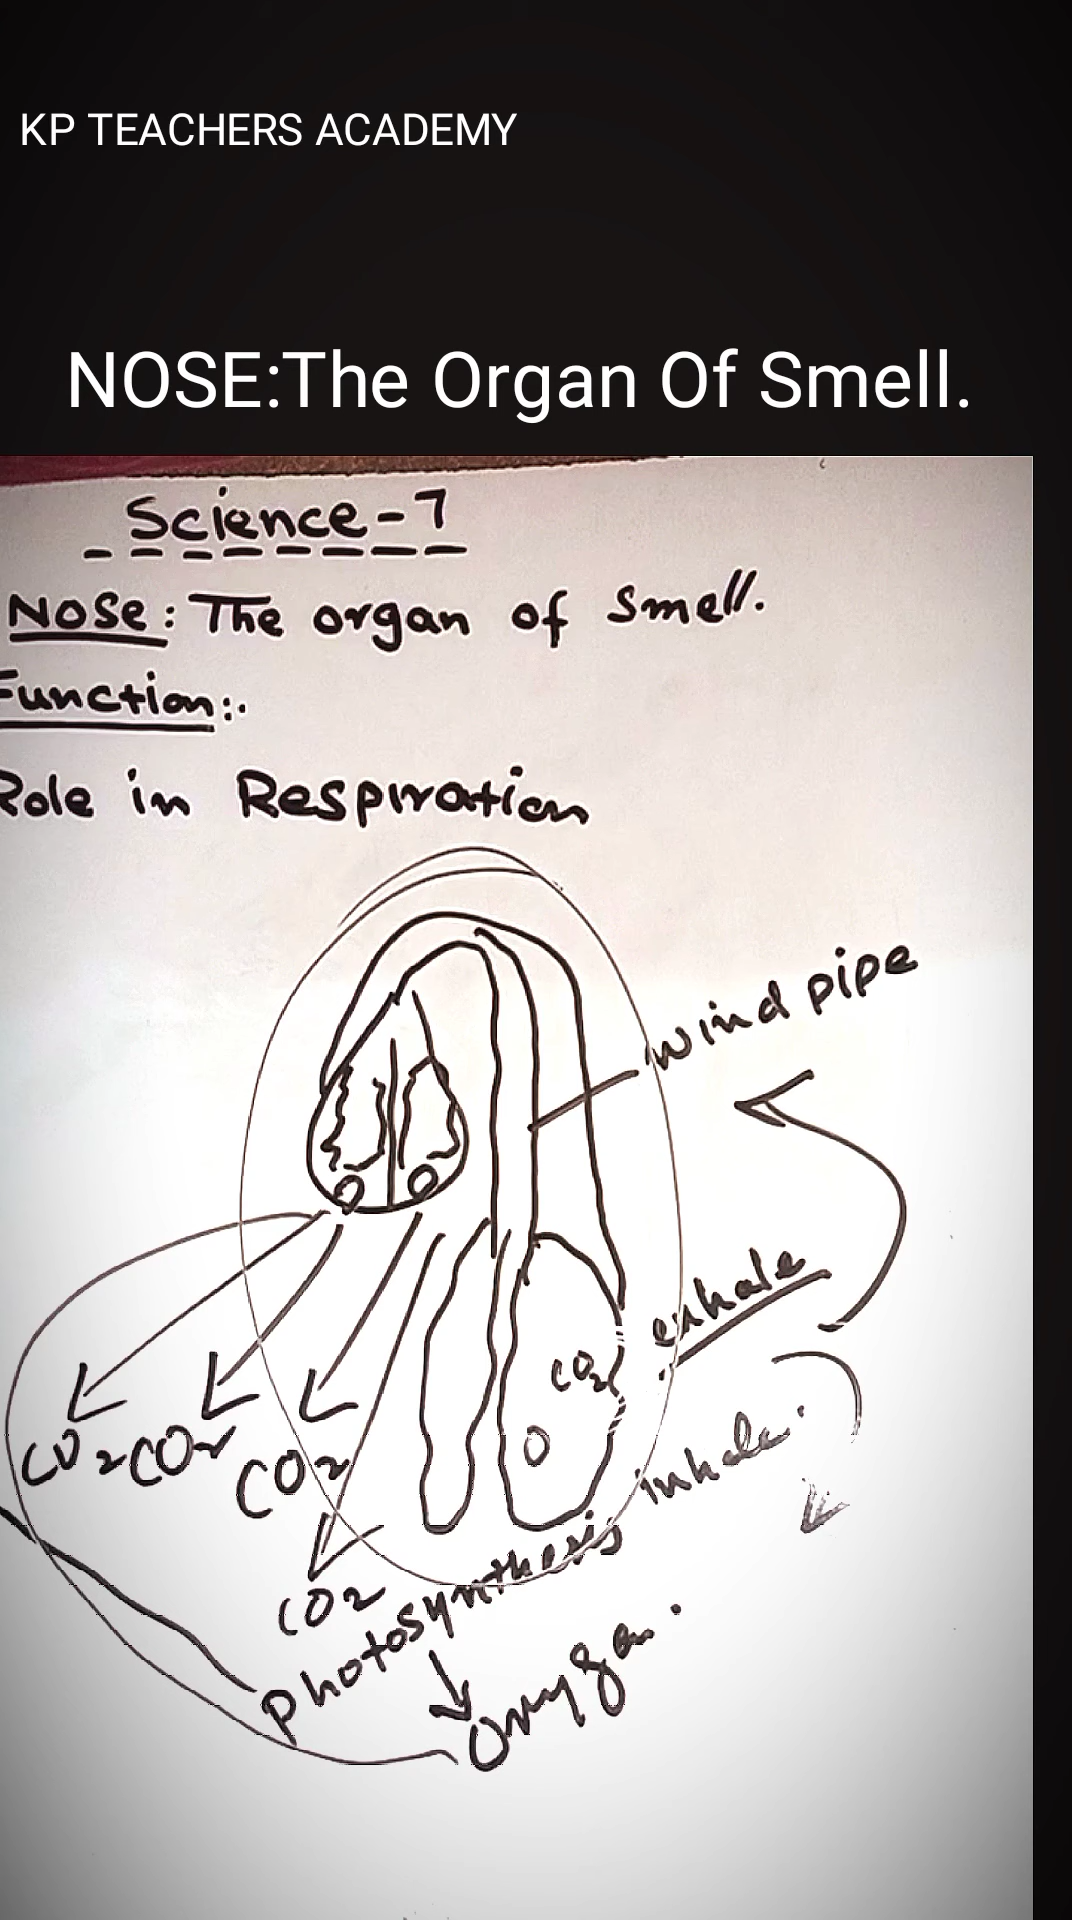 KP TEACHERS ACADEMY
NOSE:The Organ Of Smell.
Science-7
NOSE: The organ of smell.
Function:.
Role in Respiration
wind pipe
exhale
CO2
inhale.
CO2 CO2 CO2
CO2
Photosynthesis
Oxygen.